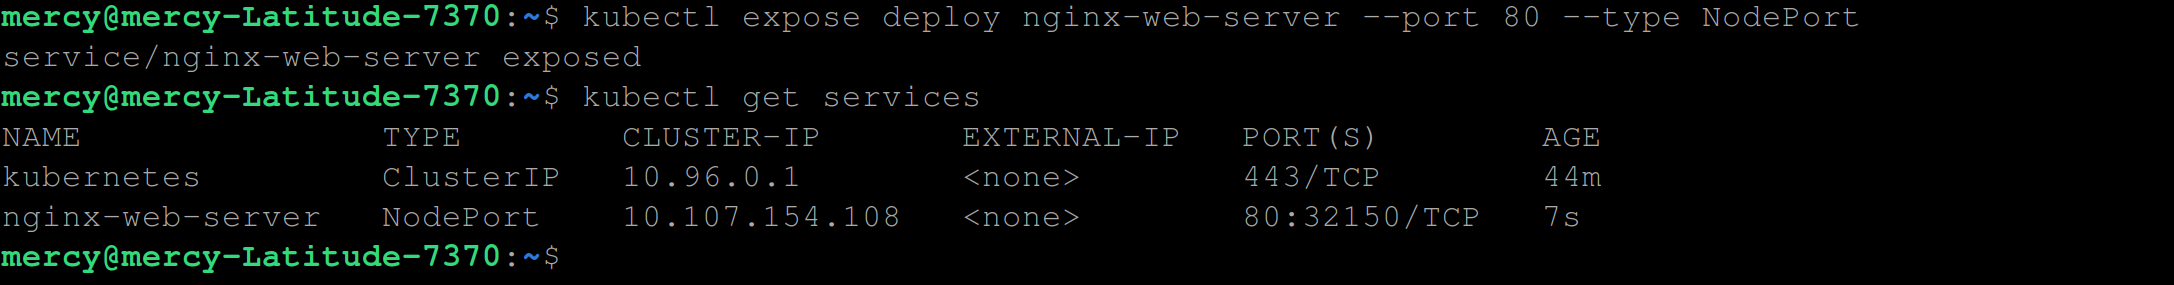 mercy@mercy-Latitude-7370:~$ kubectl expose deploy nginx-web-server --port 80 --type NodePort
service/nginx-web-server exposed
mercy@mercy-Latitude-7370:~$ kubectl get services
NAME               TYPE        CLUSTER-IP       EXTERNAL-IP   PORT(S)        AGE
kubernetes         ClusterIP   10.96.0.1        <none>        443/TCP        44m
nginx-web-server   NodePort    10.107.154.108   <none>        80:32150/TCP   7s
mercy@mercy-Latitude-7370:~$